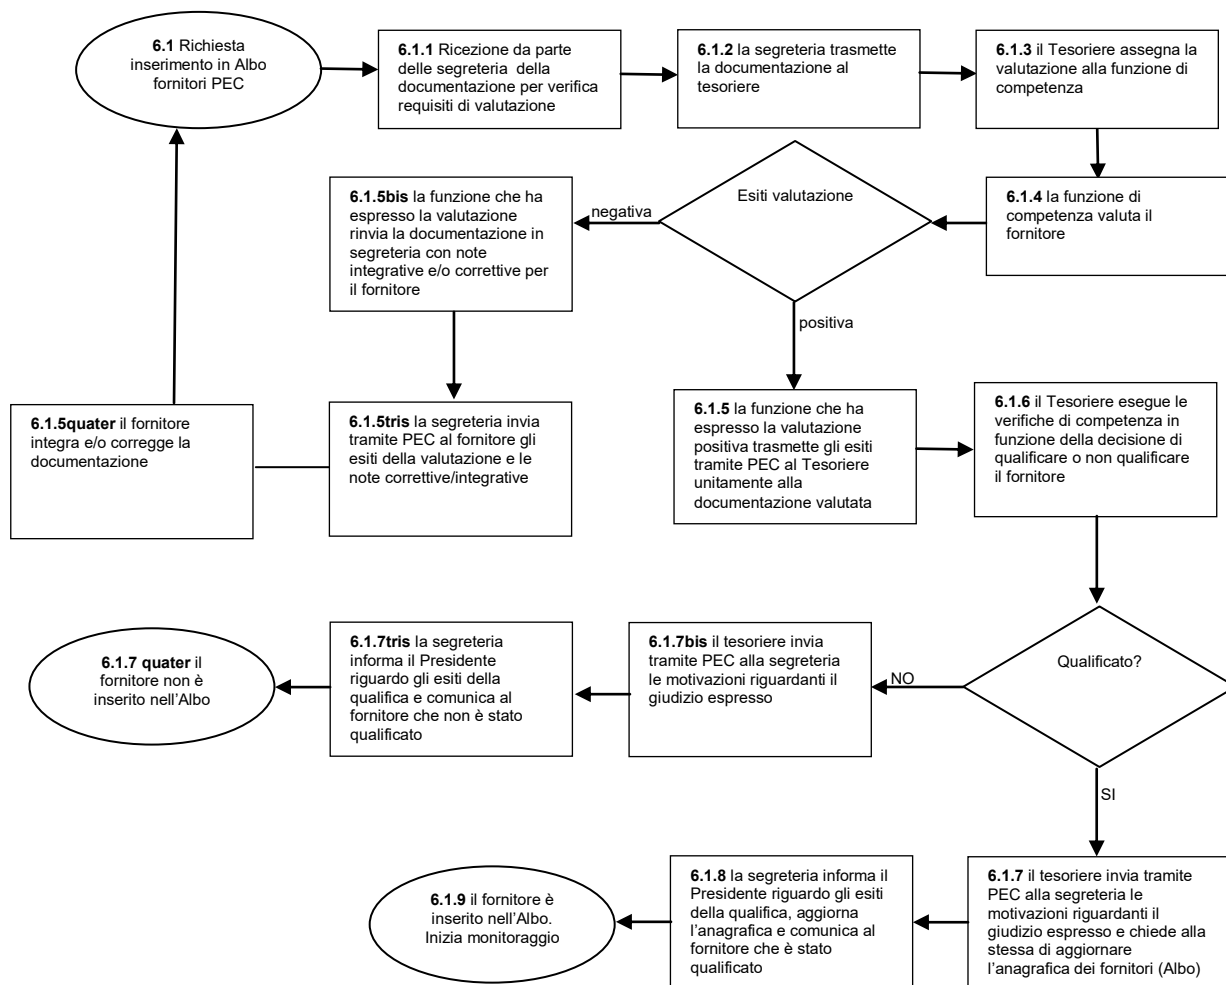 6.1 Richiesta
inserimento in Albo
fornitori PEC
6.1.1 Ricezione da parte
delle segreteria della
documentazione per verifica
requisiti di valutazione
6.1.2 la segreteria trasmette
la documentazione al
tesoriere
6.1.3 il Tesoriere assegna la
valutazione alla funzione di
competenza
6.1.4 la funzione di
competenza valuta il
fornitore
Esiti valutazione
negativa
6.1.5bis la funzione che ha
espresso la valutazione
rinvia la documentazione in
segreteria con note
integrative e/o correttive per
il fornitore
positiva
6.1.5quater il fornitore
integra e/o corregge la
documentazione
6.1.5tris la segreteria invia
tramite PEC al fornitore gli
esiti della valutazione e le
note correttive/integrative
6.1.5 la funzione che ha
espresso la valutazione
positiva trasmette gli esiti
tramite PEC al Tesoriere
unitamente alla
documentazione valutata
6.1.6 il Tesoriere esegue le
verifiche di competenza in
funzione della decisione di
qualificare o non qualificare
il fornitore
Qualificato?
NO
6.1.7bis il tesoriere invia
tramite PEC alla segreteria
le motivazioni riguardanti il
giudizio espresso
6.1.7tris la segreteria
informa il Presidente
riguardo gli esiti della
qualifica e comunica al
fornitore che non è stato
qualificato
6.1.7 quater il
fornitore non è
inserito nell'Albo
SI
6.1.7 il tesoriere invia tramite
PEC alla segreteria le
motivazioni riguardanti il
giudizio espresso e chiede alla
stessa di aggiornare
l'anagrafica dei fornitori (Albo)
6.1.8 la segreteria informa il
Presidente riguardo gli esiti
della qualifica, aggiorna
l'anagrafica e comunica al
fornitore che è stato
qualificato
6.1.9 il fornitore è
inserito nell'Albo.
Inizia monitoraggio